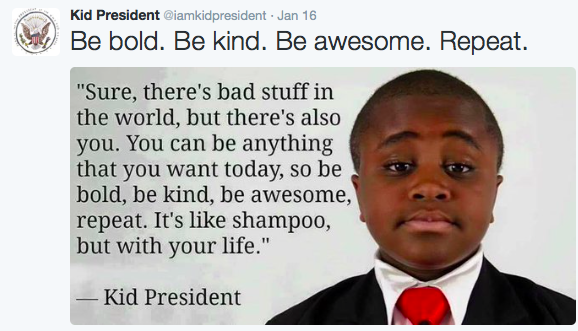 Kid President @iamkidpresident · Jan 16
Be bold. Be kind. Be awesome. Repeat.
"Sure, there's bad stuff in
the world, but there's also
you. You can be anything
that you want today, so be
bold, be kind, be awesome,
repeat. It's like shampoo,
but with your life."
— Kid President